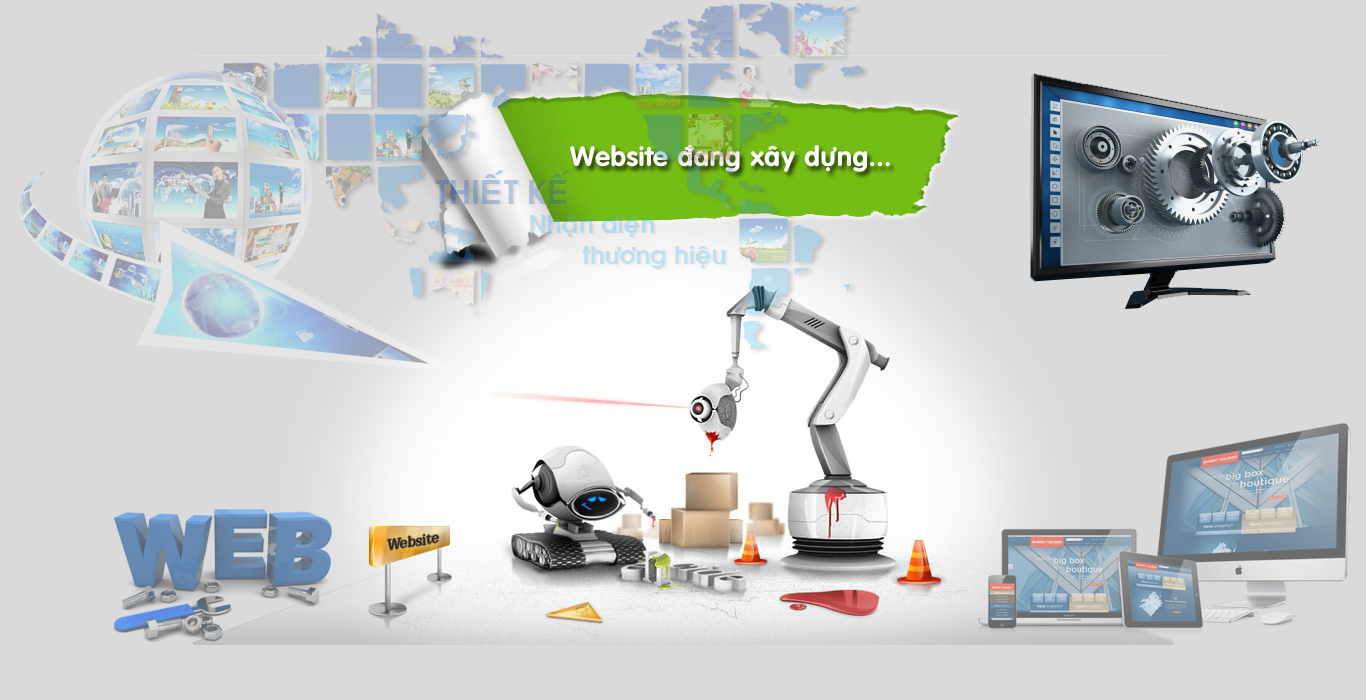 Website đang xây dựng...
THIẾT KẾ
Nhận diện
thương hiệu
big box
boutique
WEB
Website
big box
boutique